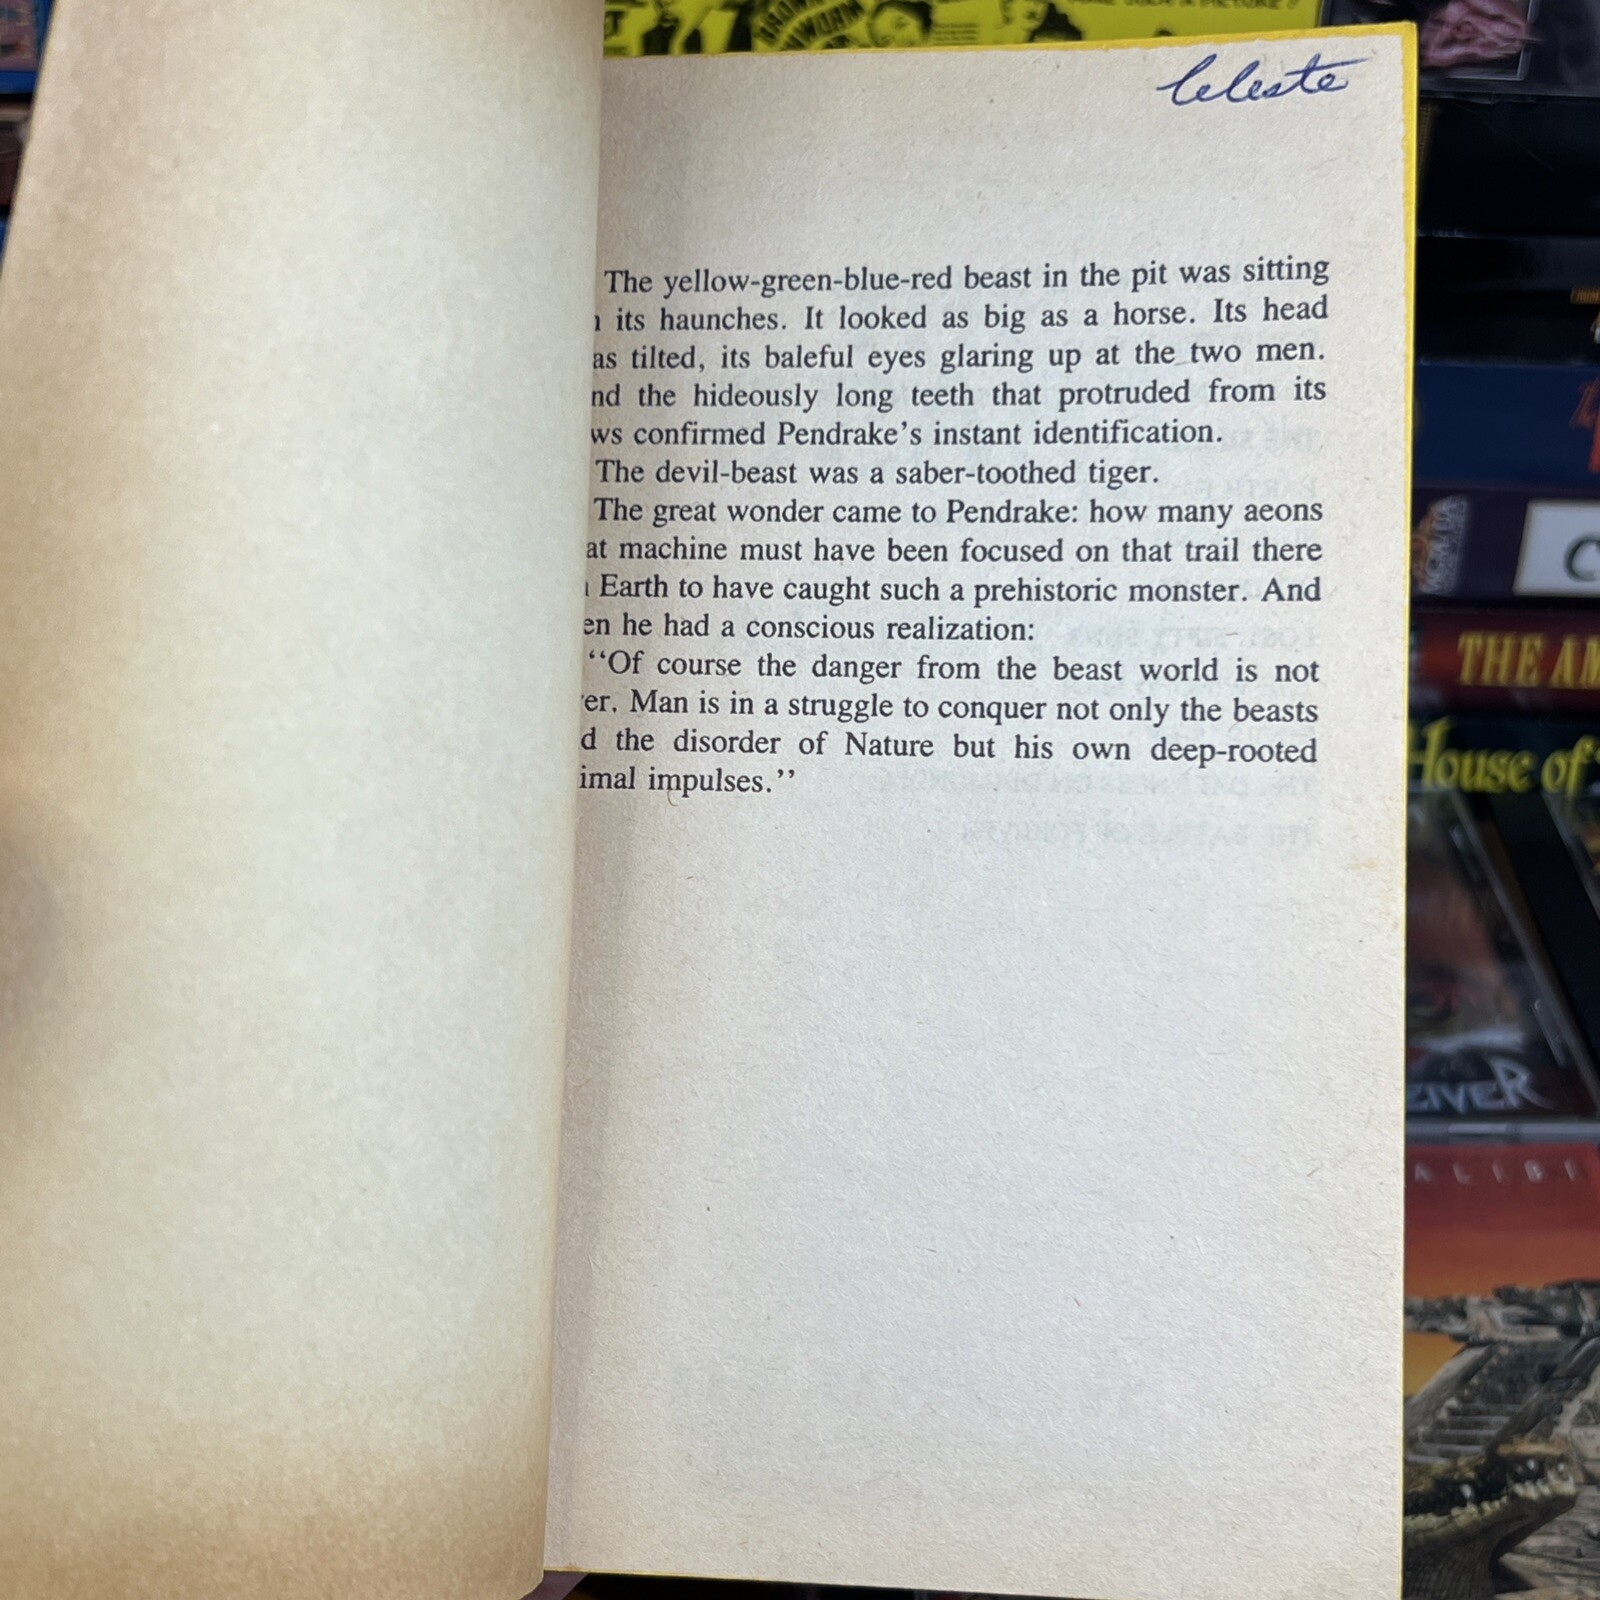 Celeste
The yellow-green-blue-red beast in the pit was sitting
its haunches. It looked as big as a horse. Its head
as tilted, its baleful eyes glaring up at the two men.
nd the hideously long teeth that protruded from its
ws confirmed Pendrake's instant identification.
The devil-beast was a saber-toothed tiger.
The great wonder came to Pendrake: how many aeons
at machine must have been focused on that trail there
Earth to have caught such a prehistoric monster. And
en he had a conscious realization:
“Of course the danger from the beast world is not
er. Man is in a struggle to conquer not only the beasts
d the disorder of Nature but his own deep-rooted
imal impulses.”
C
THE AM
House of
EIVER
ALIBI